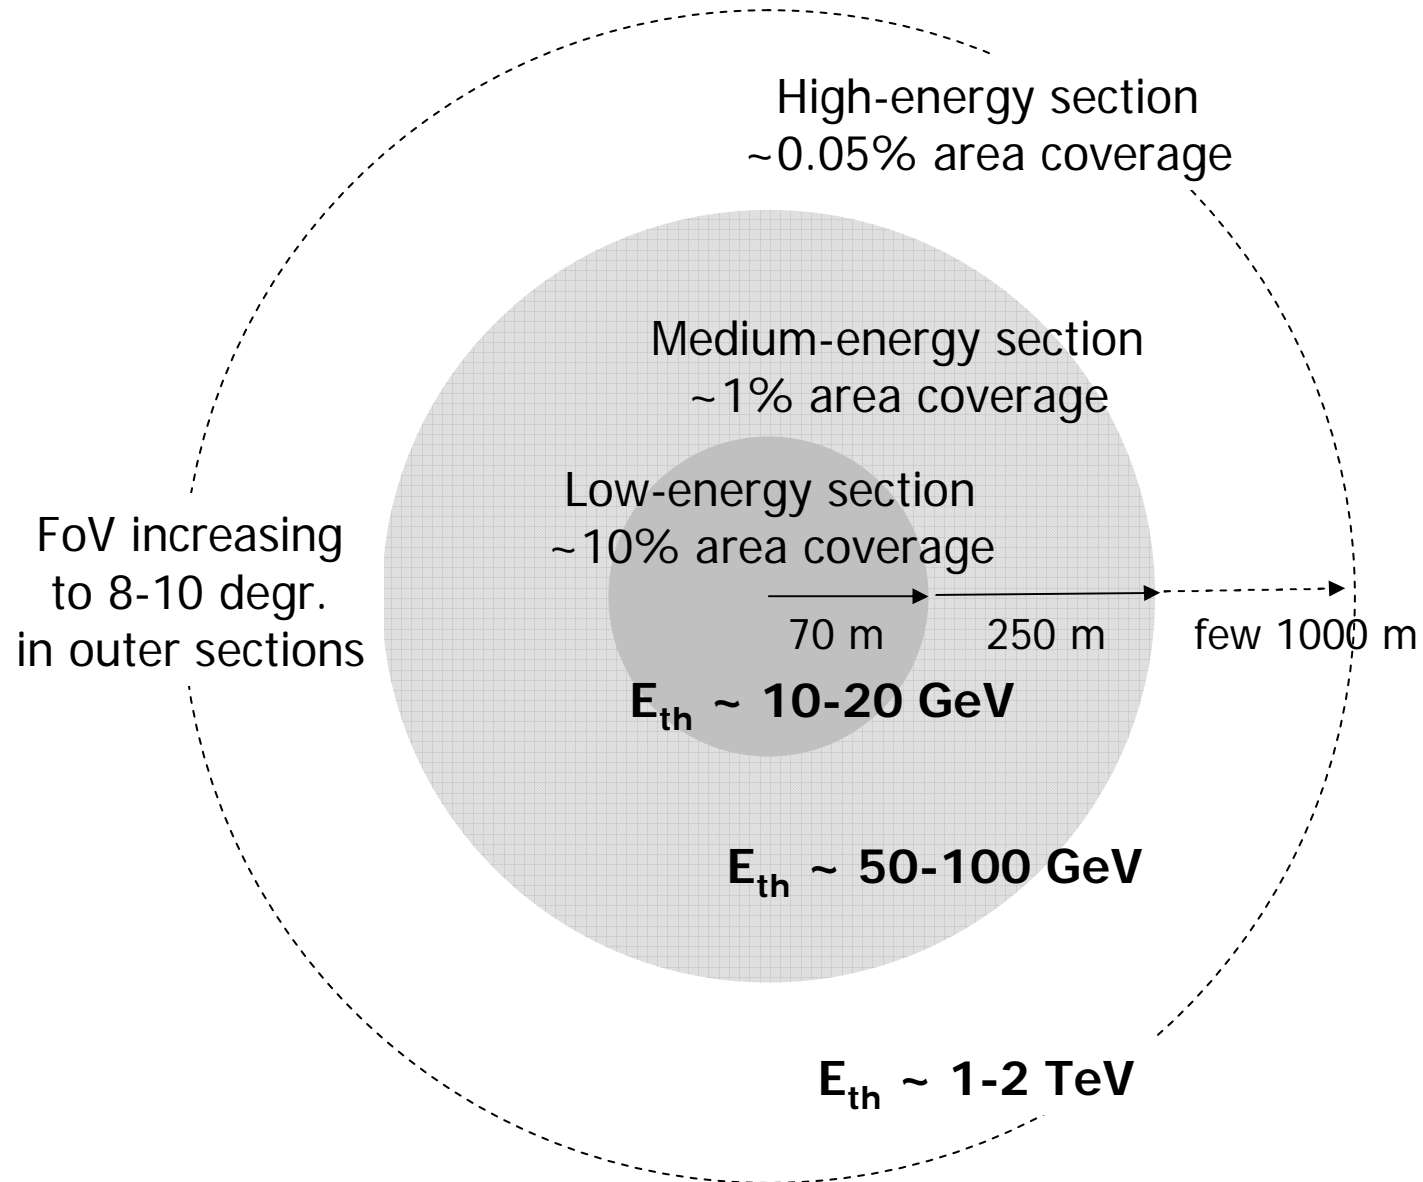 High-energy section
~0.05% area coverage
Medium-energy section
~1% area coverage
Low-energy section
~10% area coverage
FoV increasing
to 8-10 degr.
in outer sections
70 m
250 m
few 1000 m
E_th ~ 10-20 GeV
E_th ~ 50-100 GeV
E_th ~ 1-2 TeV